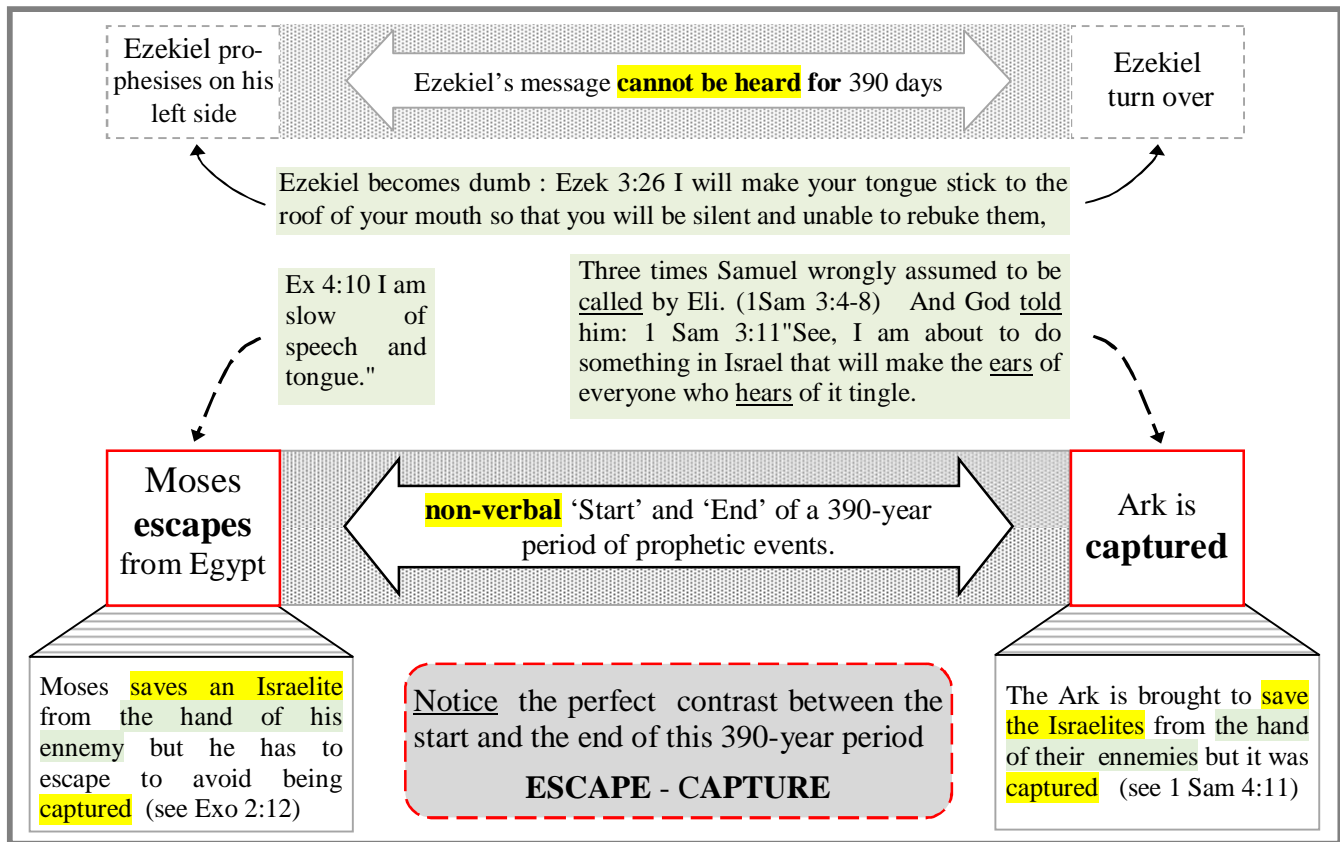 Ezekiel pro-
phesises on his
left side
Ezekiel's message cannot be heard for 390 days
Ezekiel
turn over
Ezekiel becomes dumb : Ezek 3:26 I will make your tongue stick to the
roof of your mouth so that you will be silent and unable to rebuke them,
Ex 4:10 I am
slow of
speech and
tongue."
Three times Samuel wrongly assumed to be
called by Eli. (1Sam 3:4-8) And God told
him: 1 Sam 3:11"See, I am about to do
something in Israel that will make the ears of
everyone who hears of it tingle.
Moses
escapes
from Egypt
non-verbal ‘Start’ and ‘End’ of a 390-year
period of prophetic events.
Ark is
captured
Moses saves an Israelite
from the hand of his
ennemy but he has to
escape to avoid being
captured (see Exo 2:12)
Notice the perfect contrast between the
start and the end of this 390-year period
ESCAPE - CAPTURE
The Ark is brought to save
the Israelites from the hand
of their ennemies but it was
captured (see 1 Sam 4:11)